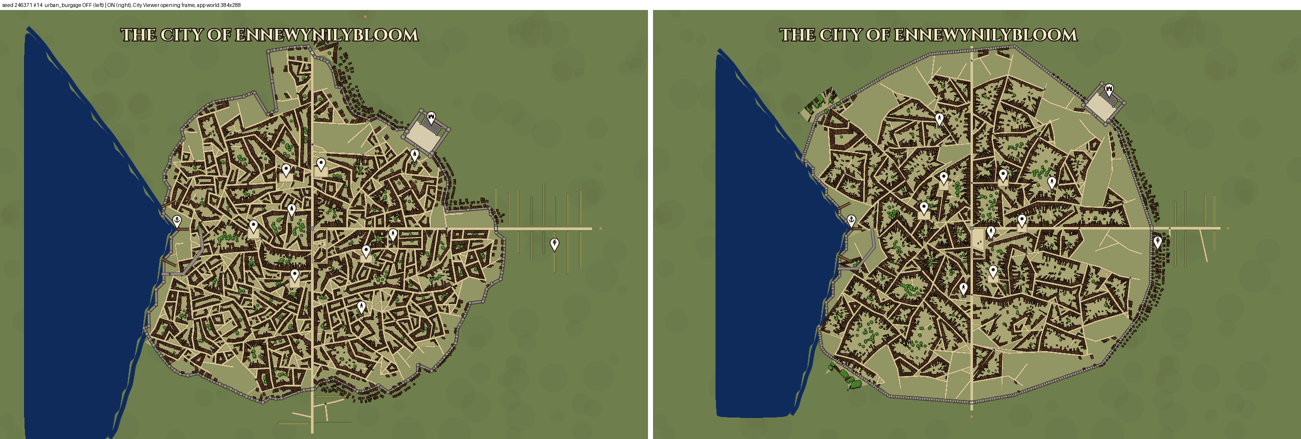 seed 246371 #14 urban_burgage OFF (left) | ON (right), City Viewer opening frame, app world 384x288
THE CITY OF ENNEWYNILYBLOOM
THE CITY OF ENNEWYNILYBLOOM